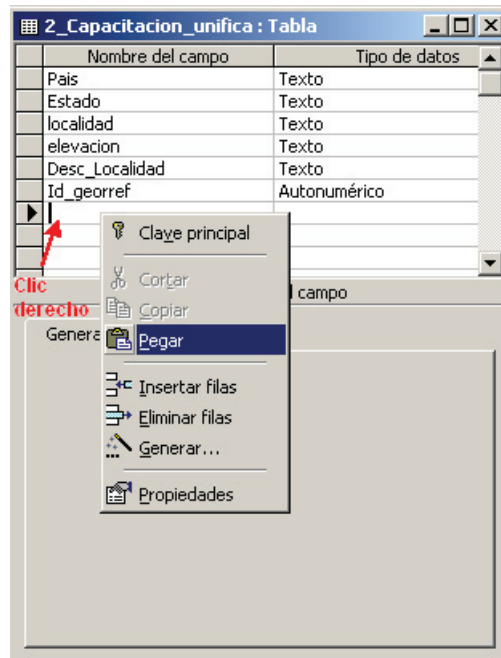 2_Capacitacion_unifica : Tabla
Nombre del campo Tipo de datos
Pais Texto
Estado Texto
localidad Texto
elevacion Texto
Desc_Localidad Texto
Id_georref Autonumérico
Clic
derecho
Clave principal
Cortar
Copiar
campo
Genera
Pegar
Insertar filas
Eliminar filas
Generar...
Propiedades